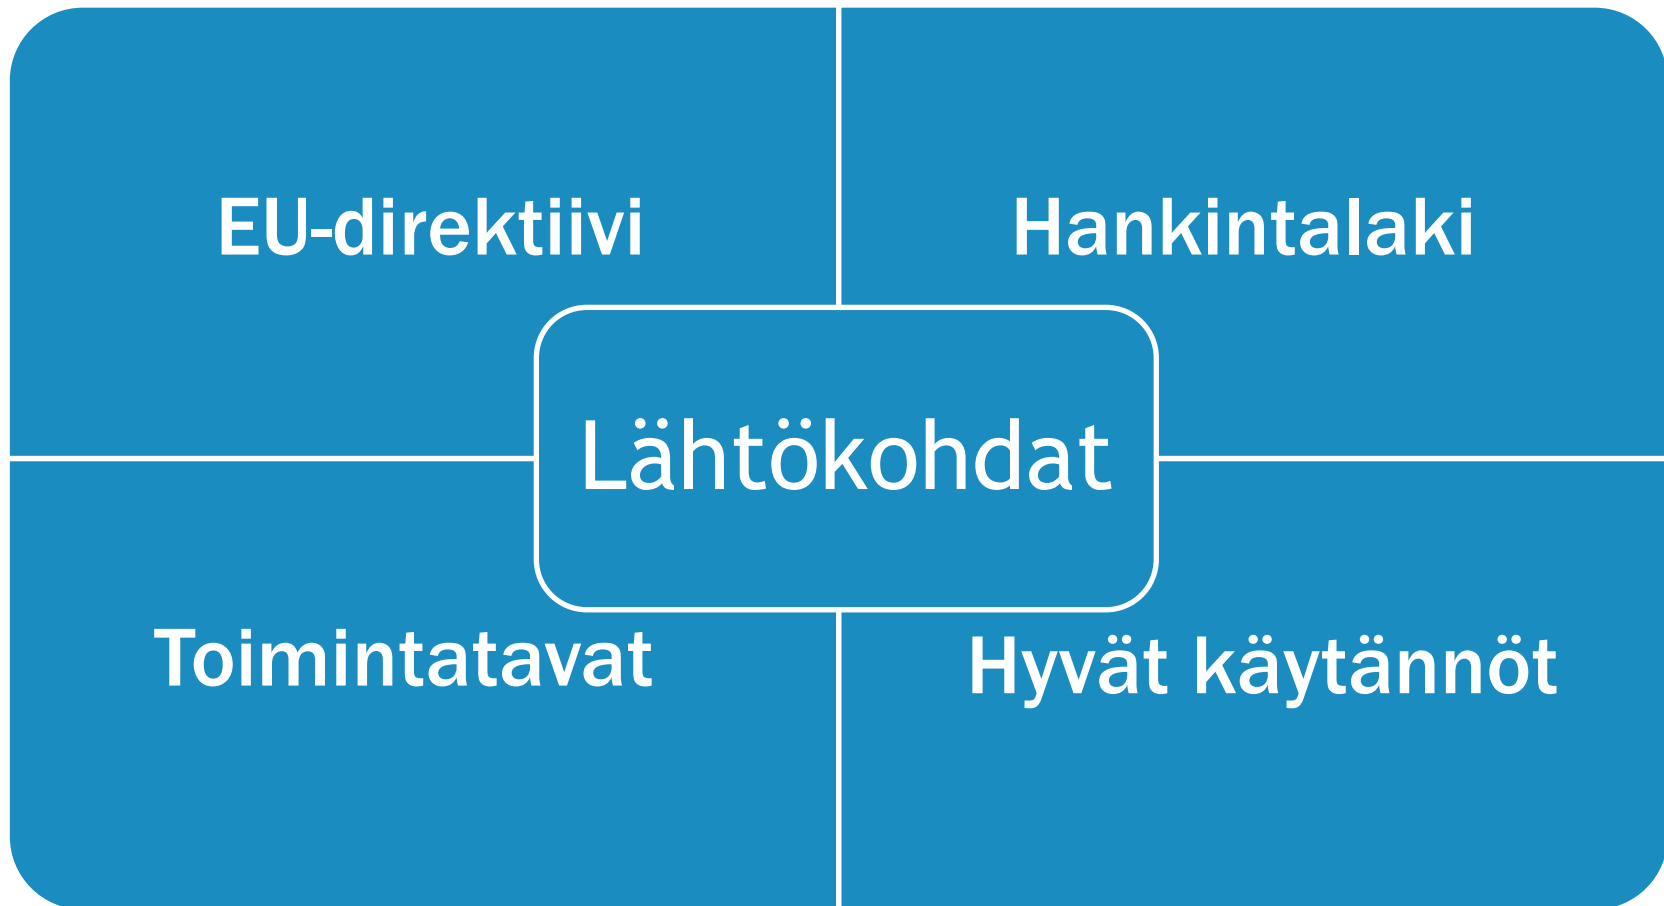 EU-direktiivi
Hankintalaki
Lähtökohdat
Toimintatavat
Hyvät käytännöt